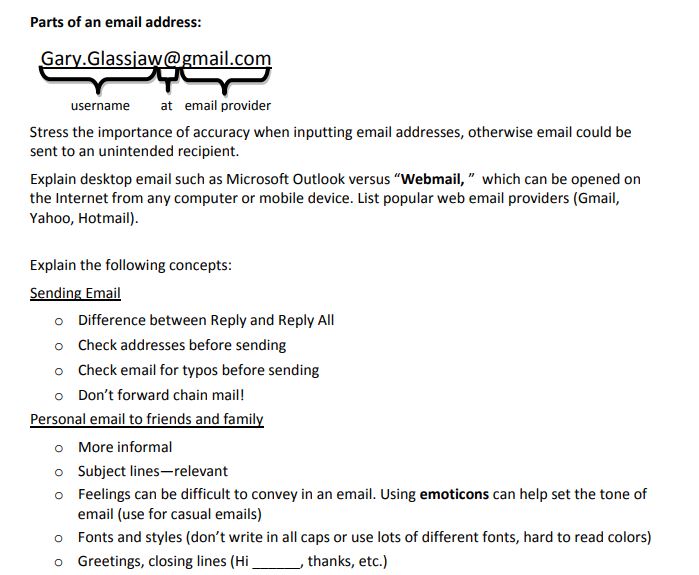 Parts of an email address:
Gary.Glassjaw@gmail.com
username at email provider
Stress the importance of accuracy when inputting email addresses, otherwise email could be
sent to an unintended recipient.
Explain desktop email such as Microsoft Outlook versus “Webmail, ” which can be opened on
the Internet from any computer or mobile device. List popular web email providers (Gmail,
Yahoo, Hotmail).
Explain the following concepts:
Sending Email
o Difference between Reply and Reply All
o Check addresses before sending
o Check email for typos before sending
o Don’t forward chain mail!
Personal email to friends and family
o More informal
o Subject lines—relevant
o Feelings can be difficult to convey in an email. Using emoticons can help set the tone of
email (use for casual emails)
o Fonts and styles (don’t write in all caps or use lots of different fonts, hard to read colors)
o Greetings, closing lines (Hi ______, thanks, etc.)